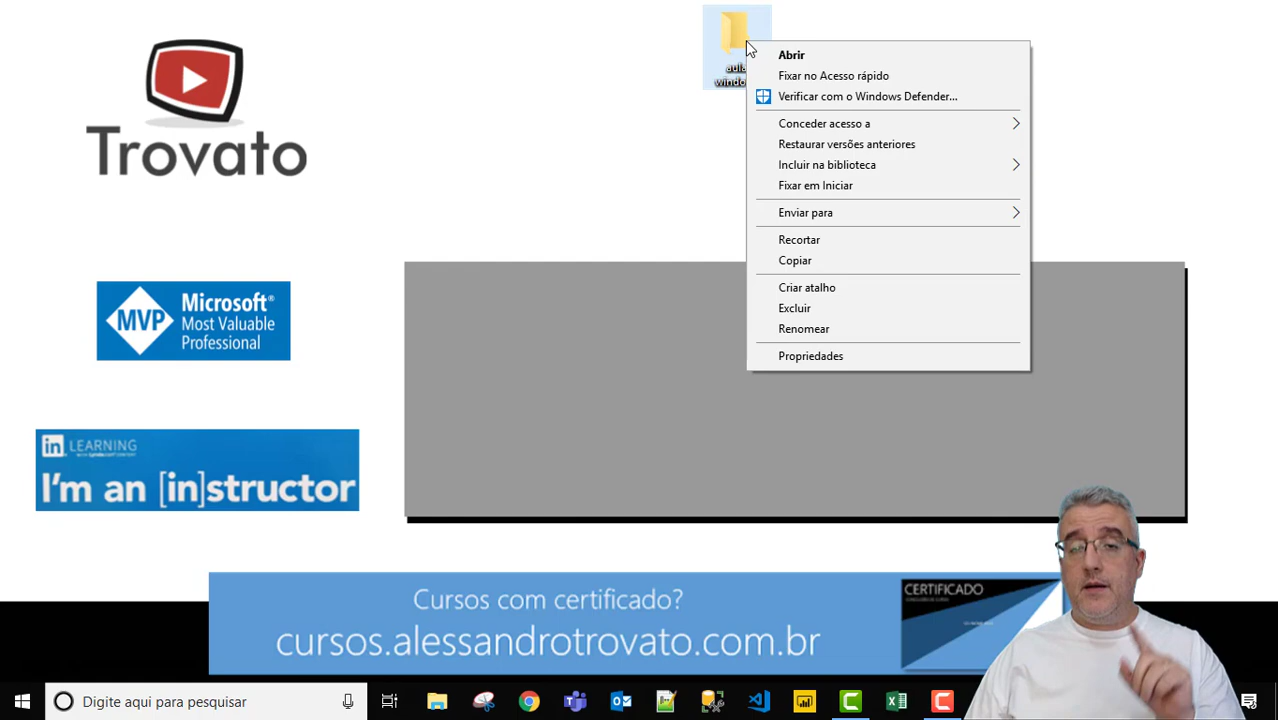 Trovato
aula
Abrir
Fixar no Acesso rápido
Verificar com o Windows Defender...
Conceder acesso a
Restaurar versões anteriores
Incluir na biblioteca
Fixar em Iniciar
Enviar para
Recortar
Copiar
Criar atalho
Excluir
Renomear
Propriedades
MVP
Microsoft®
Most Valuable
Professional
in LEARNING
I'm an [in]structor
Cursos com certificado?
cursos.alessandrotrovato.com.br
CERTIFICADO
Digite aqui para pesquisar